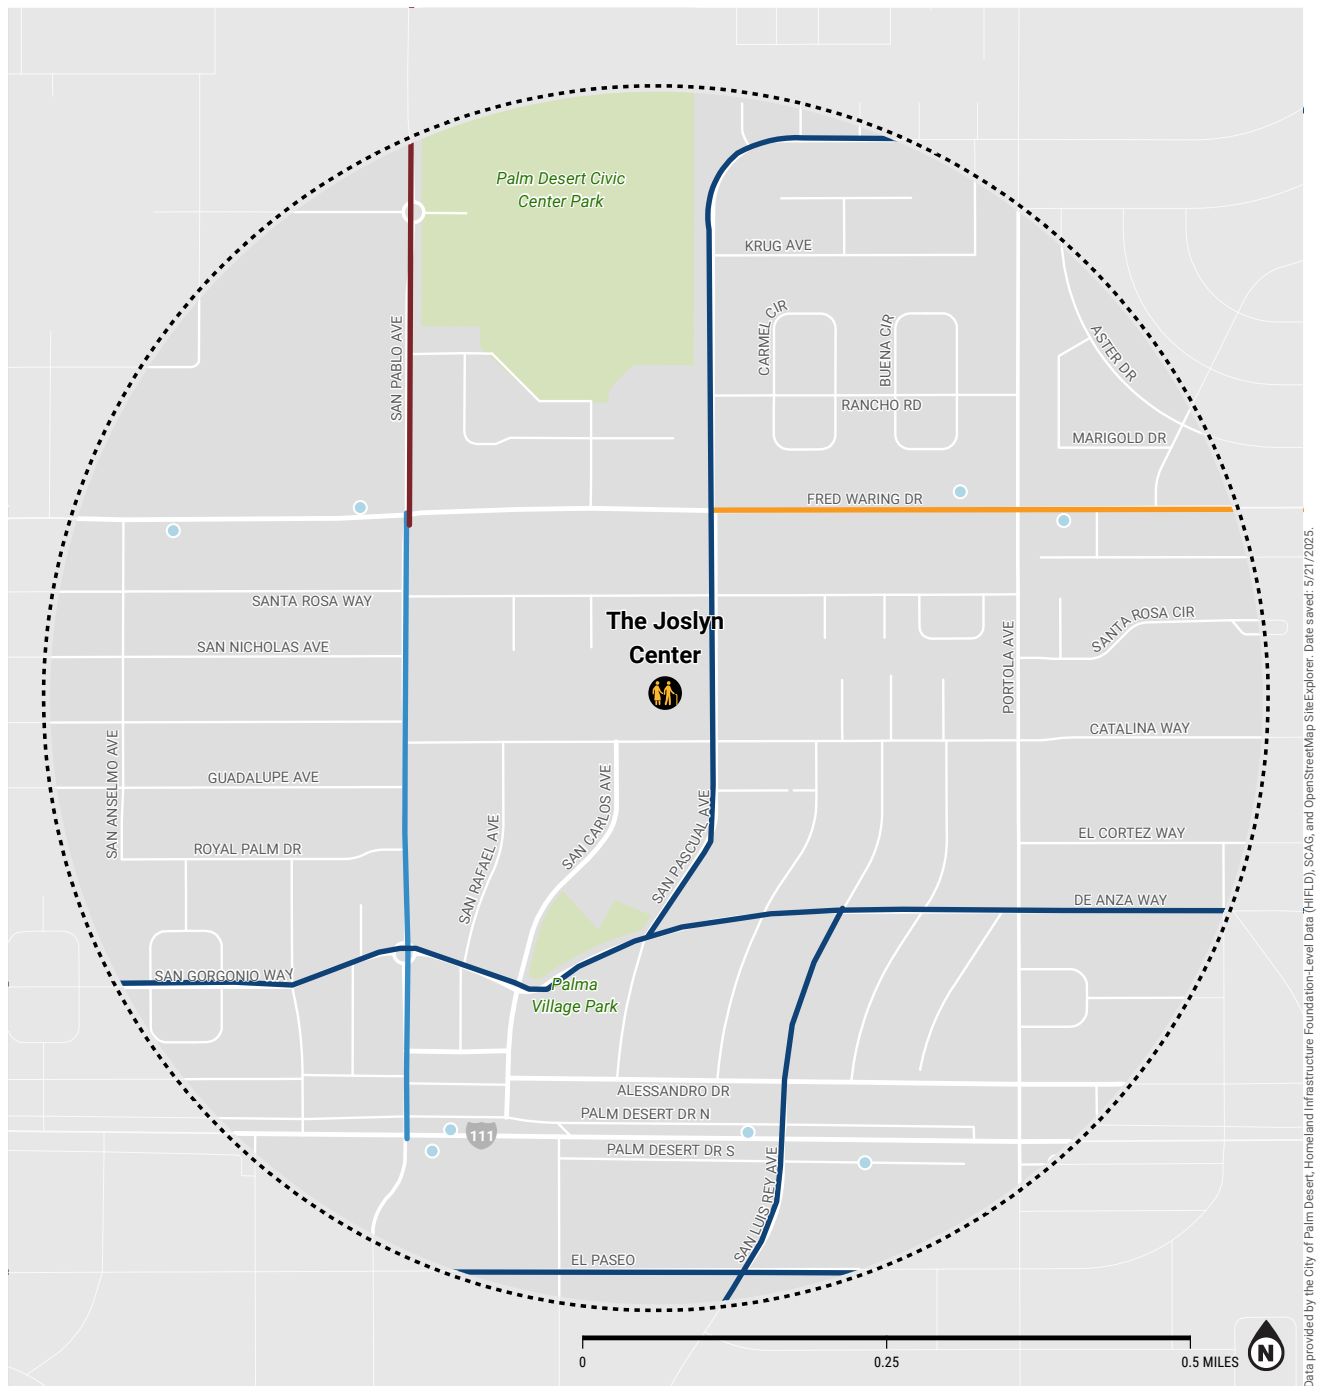 Palm Desert Civic
Center Park
KRUG AVE
CARMEL CIR
BUENA CIR
SAN PABLO AVE
ASTER DR
RANCHO RD
MARIGOLD DR
FRED WARING DR
SANTA ROSA WAY
The Joslyn
Center
SANTA ROSA CIR
SAN NICHOLAS AVE
PORTOLA AVE
CATALINA WAY
SAN ANSELMO AVE
GUADALUPE AVE
SAN CARLOS AVE
SAN PASCUAL AVE
SAN RAFAEL AVE
EL CORTEZ WAY
ROYAL PALM DR
DE ANZA WAY
SAN GORGONIO WAY
Palma
Village Park
ALESSANDRO DR
PALM DESERT DR N
111
PALM DESERT DR S
SAN LUIS REY AVE
EL PASEO
0
0.25
0.5 MILES
N
Data provided by the City of Palm Desert, Homeland Infrastructure Foundation-Level Data (HIFLD), SCAG, and OpenStreetMap SiteExplorer. Date saved: 5/21/2025.